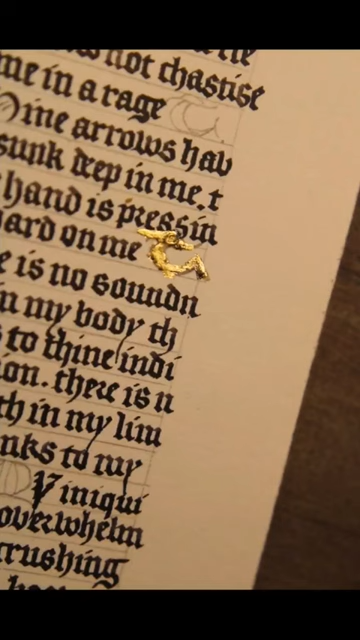 not chastise
me in a rage T
ine arrows hav
sunk deep in me. t
hand is pressin
ard on me T
e is no soundn
in my body th
to thine indi
ion. there is n
th in my lim
nks to my
y iniqui
overwhelm
crushing